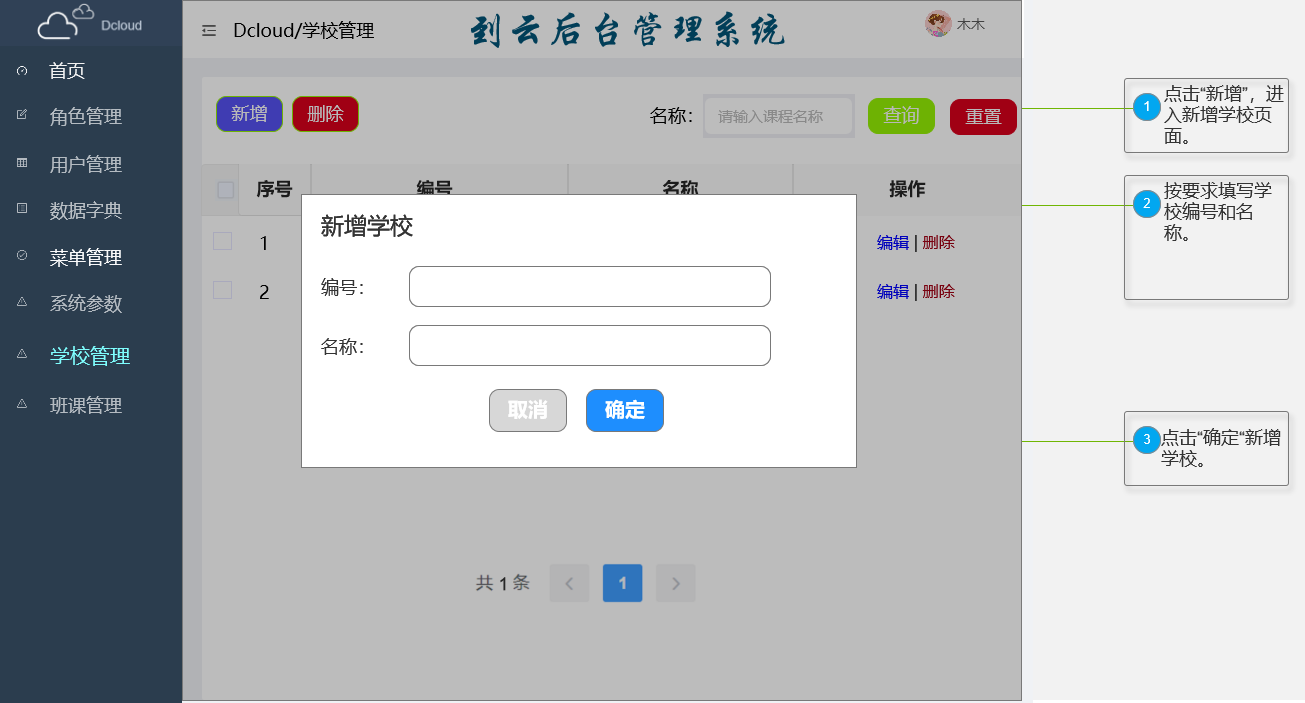 Dcloud
首页
角色管理
用户管理
数据字典
菜单管理
系统参数
学校管理
班课管理
Dcloud/学校管理
到云后台管理系统
木木
新增 删除 名称： 请输入课程名称 查询 重置
序号 编号 名称 操作
1 编辑 | 删除
2 编辑 | 删除
新增学校
编号：
名称：
取消 确定
共 1 条 < 1 >
1 点击“新增”，进
入新增学校页
面。
2 按要求填写学
校编号和名
称。
3 点击“确定“新增
学校。